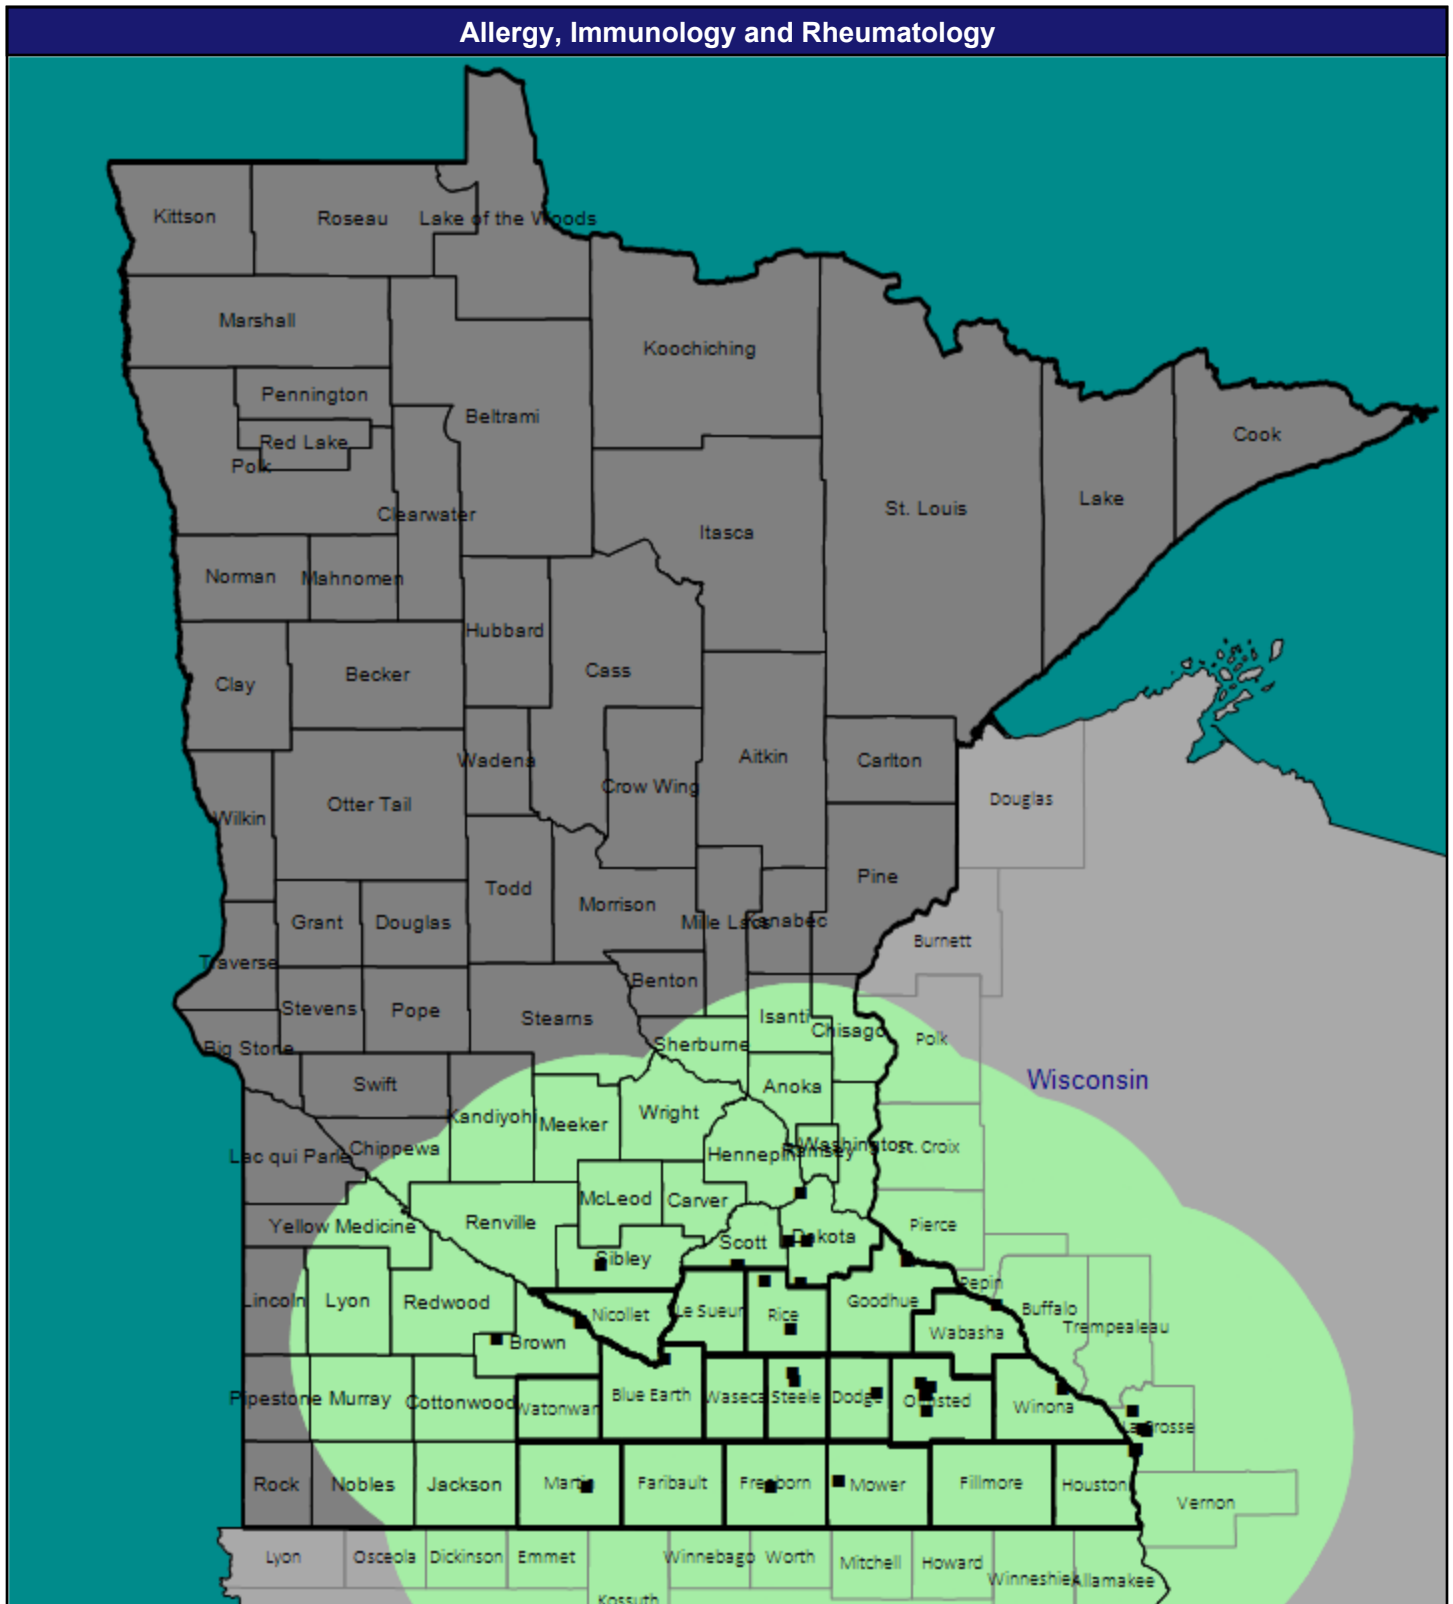 Allergy, Immunology and Rheumatology
Kittson
Roseau
Lake of the Woods
Marshall
Koochiching
Pennington
Beltrami
Red Lake
Polk
Cook
Clearwater
St. Louis
Lake
Itasca
Norman
Mahnomen
Hubbard
Cass
Clay
Becker
Wadena
Aitkin
Carlton
Crow Wing
Otter Tail
Wilkin
Douglas
Todd
Pine
Morrison
Grant
Douglas
Mille Lacs
Kanabec
Burnett
Traverse
Benton
Stevens
Pope
Stearns
Isanti
Chisago
Polk
Big Stone
Sherburne
Swift
Anoka
Wisconsin
Kandiyohi
Meeker
Wright
Lac qui Parle
Chippewa
Hennepin
Ramsey
Washington
St. Croix
McLeod
Carver
Yellow Medicine
Renville
Scott
Dakota
Pierce
Sibley
Pepin
Lincoln
Lyon
Redwood
Nicollet
Le Sueur
Rice
Goodhue
Buffalo
Trempealeau
Brown
Wabasha
Pipestone
Murray
Cottonwood
Watonwan
Blue Earth
Waseca
Steele
Dodge
Olmsted
Winona
La Crosse
Rock
Nobles
Jackson
Martin
Faribault
Freeborn
Mower
Fillmore
Houston
Vernon
Lyon
Osceola
Dickinson
Emmet
Winnebago
Worth
Mitchell
Howard
Winneshiek
Allamakee
Kossuth